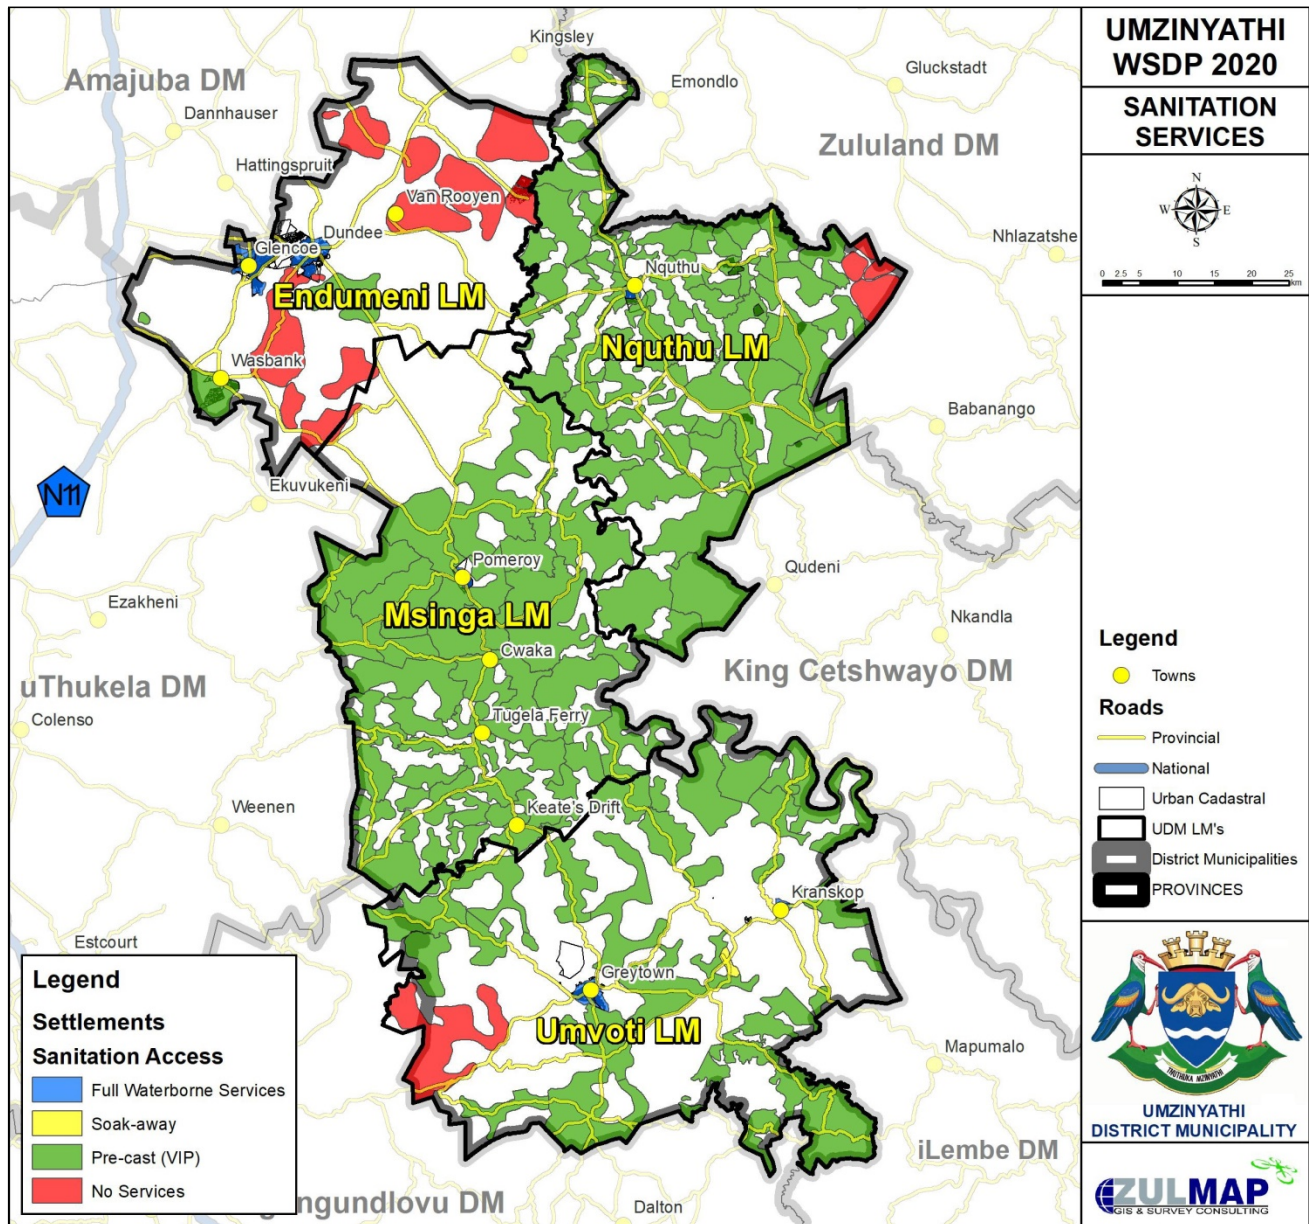 UMZINYATHI
WSDP 2020
SANITATION
SERVICES
N
W E
S
0 2.5 5 10 15 20 25
km
Legend
Towns
Roads
Provincial
National
Urban Cadastral
UDM LM's
District Municipalities
PROVINCES
THUTHUKA MZINYATHI
UMZINYATHI
DISTRICT MUNICIPALITY
ZULMAP
GIS & SURVEY CONSULTING
Kingsley
Amajuba DM
Emondlo
Gluckstadt
Dannhauser
Zululand DM
Hattingspruit
Van Rooyen
Dundee
Glencoe
Nhlazatshe
Nquthu
Endumeni LM
Nquthu LM
Wasbank
Babanango
Ekuvukeni
N11
Pomeroy
Qudeni
Ezakheni
Msinga LM
Nkandla
Cwaka
King Cetshwayo DM
uThukela DM
Colenso
Tugela Ferry
Weenen
Keate's Drift
Kranskop
Estcourt
Greytown
Umvoti LM
Mapumalo
iLembe DM
ngundlovu DM
Dalton
Legend
Settlements
Sanitation Access
Full Waterborne Services
Soak-away
Pre-cast (VIP)
No Services